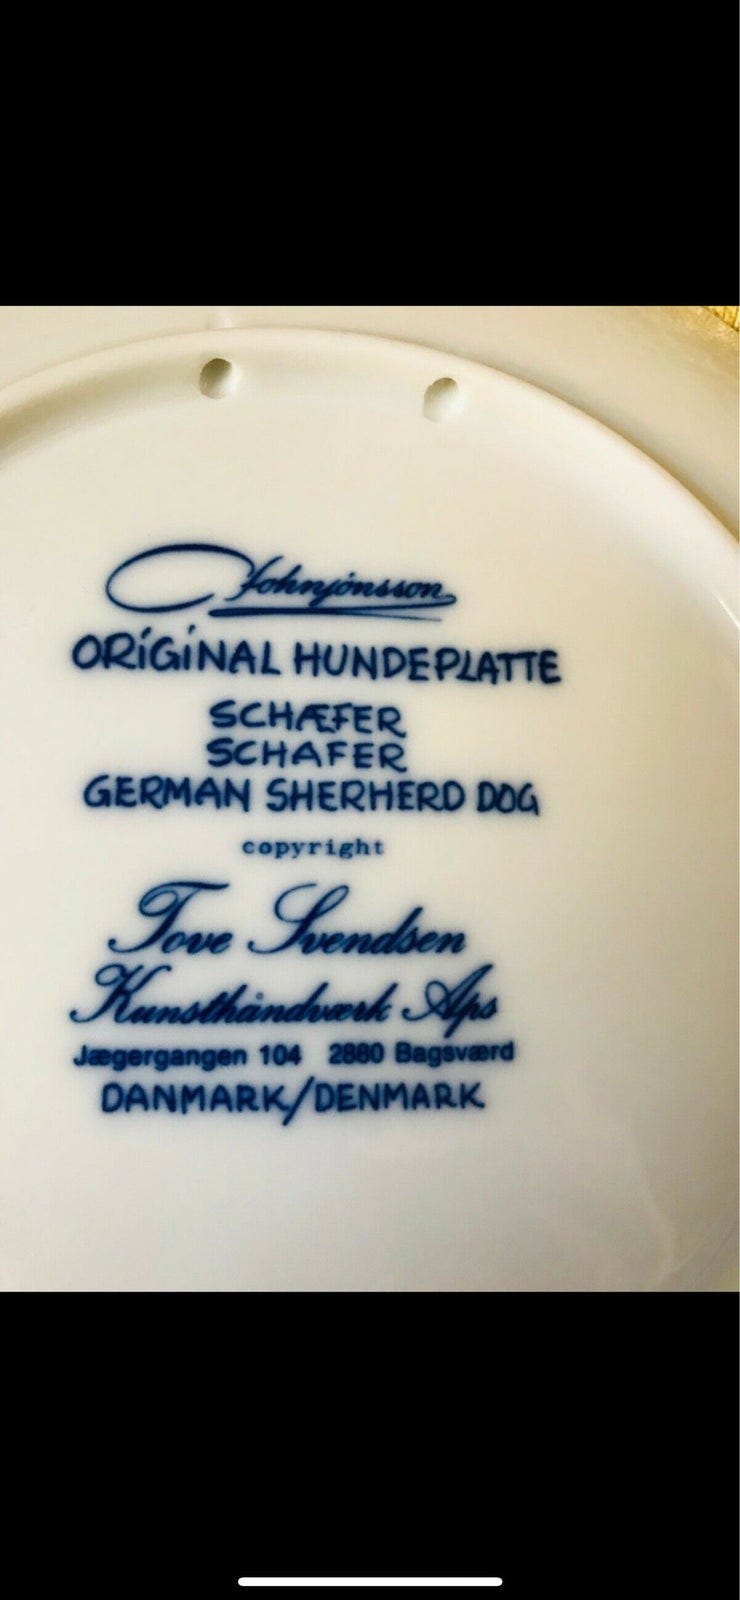 Johnjönsson
ORIGINAL HUNDEPLATTE
SCHÆFER
SCHAFER
GERMAN SHERHERD DOG
copyright
Tove Svendsen
Kunsthåndværk Aps
Jægergangen 104 2880 Bagsværd
DANMARK/DENMARK